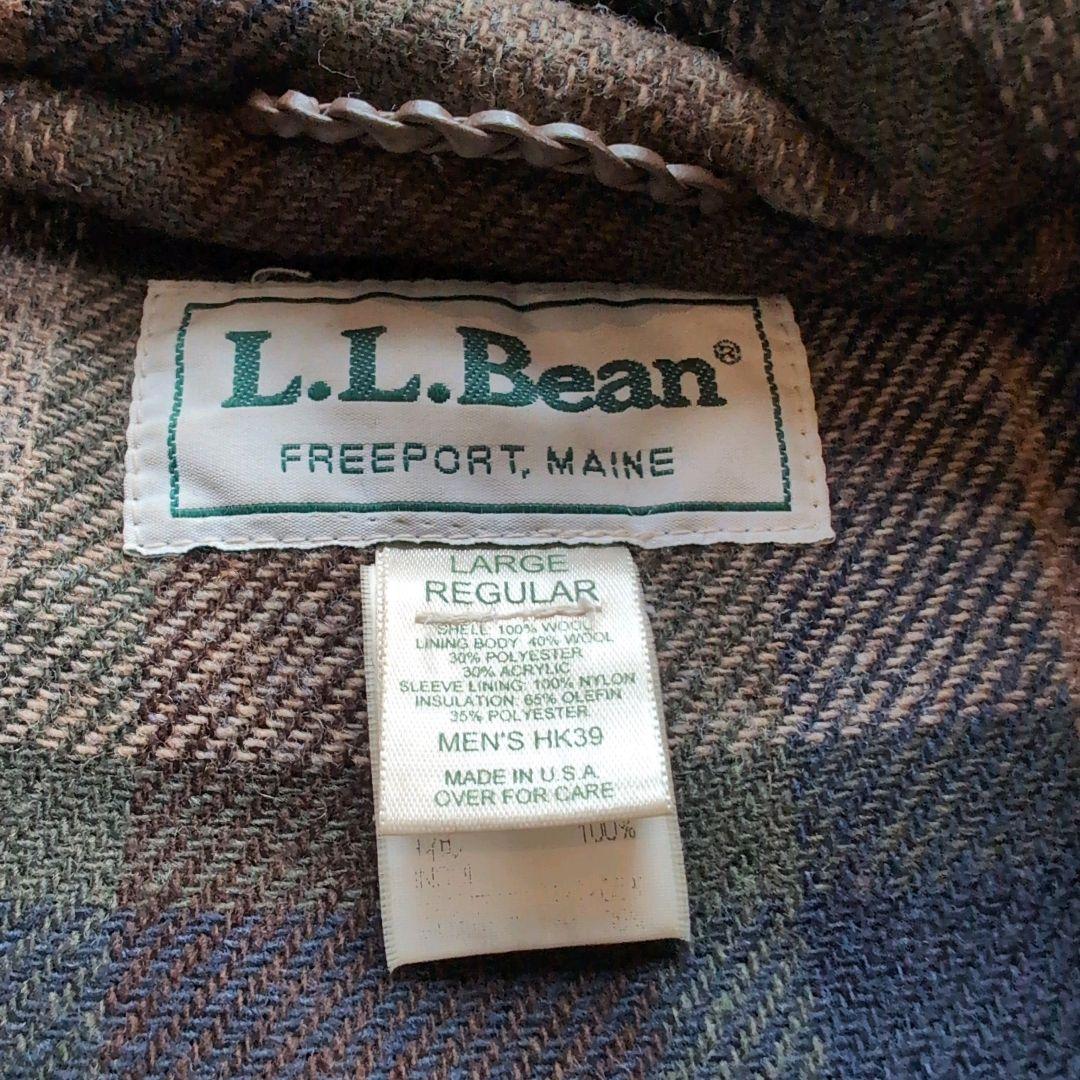 L.L.Bean®
FREEPORT, MAINE
LARGE
REGULAR
SHELL: 100% WOOL
LINING BODY: 40% WOOL
30% POLYESTER
30% ACRYLIC
SLEEVE LINING: 100% NYLON
INSULATION: 65% OLEFIN
35% POLYESTER
MEN'S HK39
MADE IN U.S.A.
OVER FOR CARE
100%